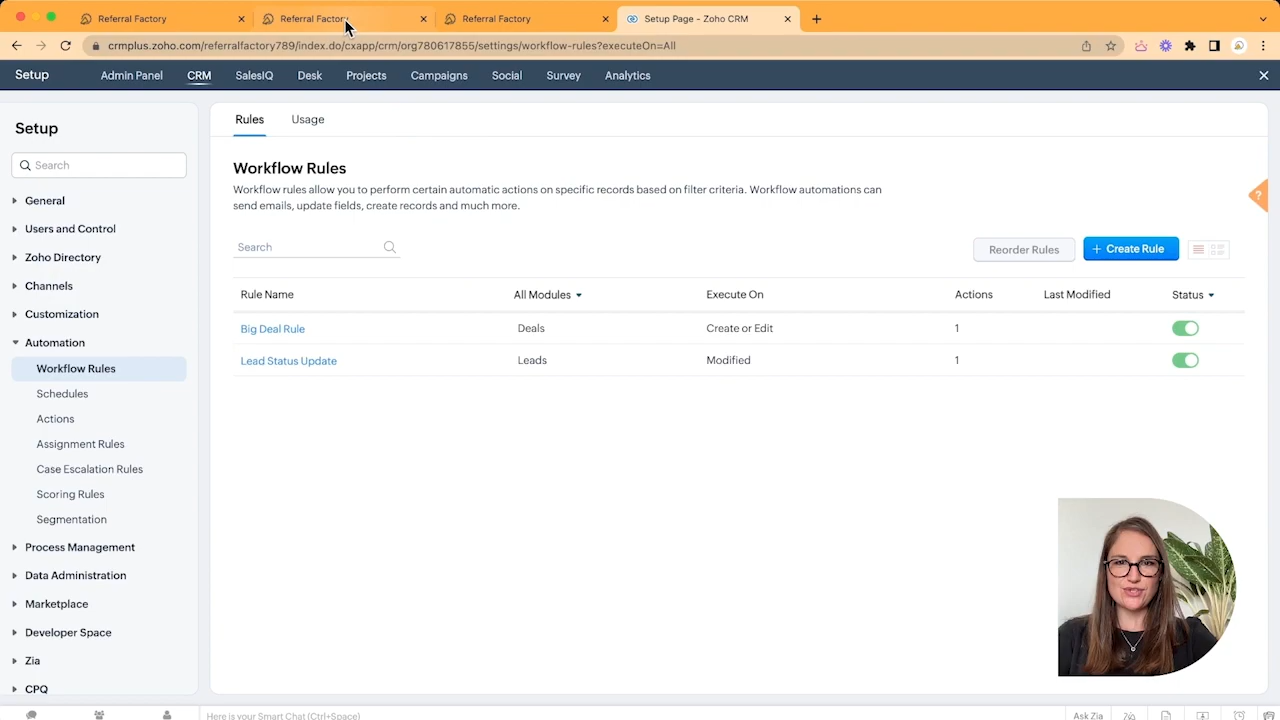 Referral Factory
Referral Factory
Referral Factory
Setup Page - Zoho CRM
crmplus.zoho.com/referralfactory789/index.do/cxapp/crm/org780617855/settings/workflow-rules?executeOn=All
Setup
Admin Panel
CRM
SalesIQ
Desk
Projects
Campaigns
Social
Survey
Analytics
Setup
Search
General
Users and Control
Zoho Directory
Channels
Customization
Automation
Workflow Rules
Schedules
Actions
Assignment Rules
Case Escalation Rules
Scoring Rules
Segmentation
Process Management
Data Administration
Marketplace
Developer Space
Zia
CPQ
Rules
Usage
Workflow Rules
Workflow rules allow you to perform certain automatic actions on specific records based on filter criteria. Workflow automations can
send emails, update fields, create records and much more.
Search
Reorder Rules
+ Create Rule
?
Rule Name
All Modules
Execute On
Actions
Last Modified
Status
Big Deal Rule
Deals
Create or Edit
1
Lead Status Update
Leads
Modified
1
Here is your Smart Chat (Ctrl+Space)
Ask Zia